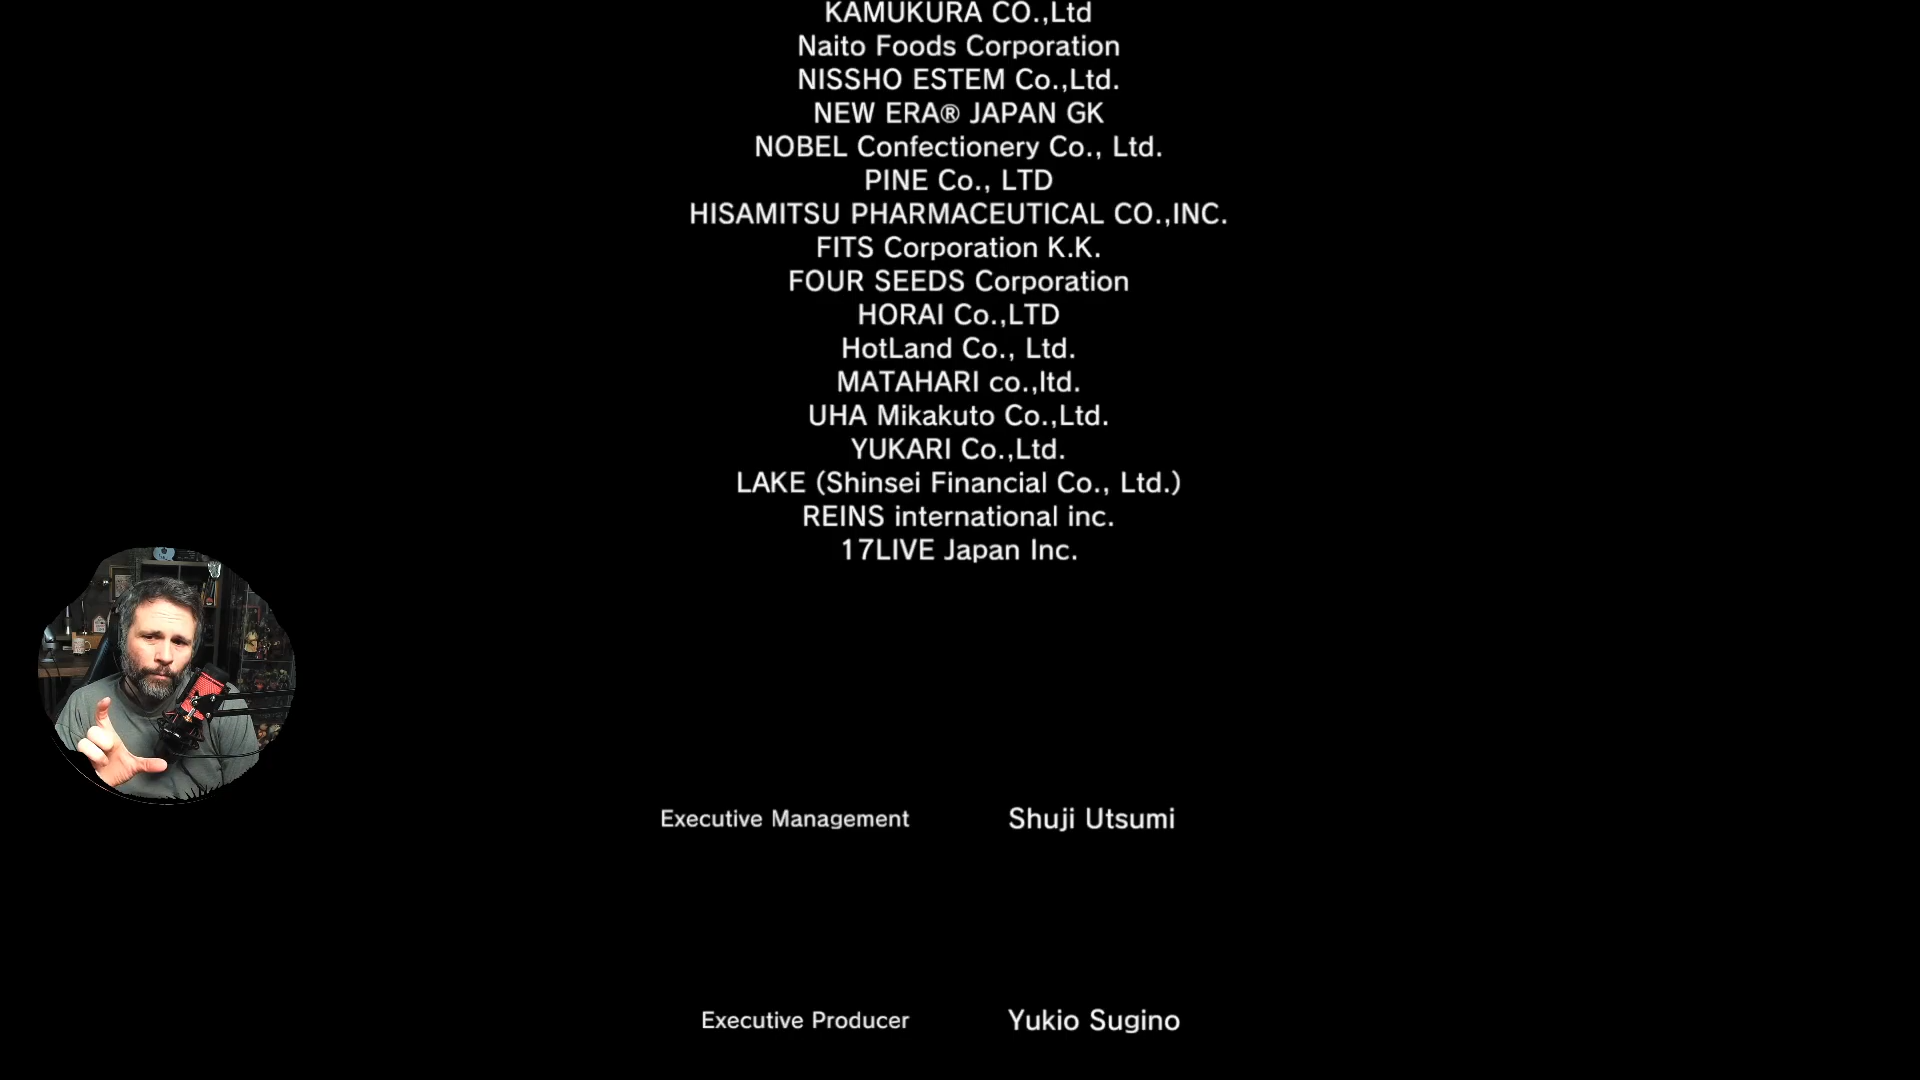 KAMUKURA CO.,Ltd
Naito Foods Corporation
NISSHO ESTEM Co.,Ltd.
NEW ERA® JAPAN GK
NOBEL Confectionery Co., Ltd.
PINE Co., LTD
HISAMITSU PHARMACEUTICAL CO.,INC.
FITS Corporation K.K.
FOUR SEEDS Corporation
HORAI Co.,LTD
HotLand Co., Ltd.
MATAHARI co.,ltd.
UHA Mikakuto Co.,Ltd.
YUKARI Co.,Ltd.
LAKE (Shinsei Financial Co., Ltd.)
REINS international inc.
17LIVE Japan Inc.
Executive Management Shuji Utsumi
Executive Producer Yukio Sugino